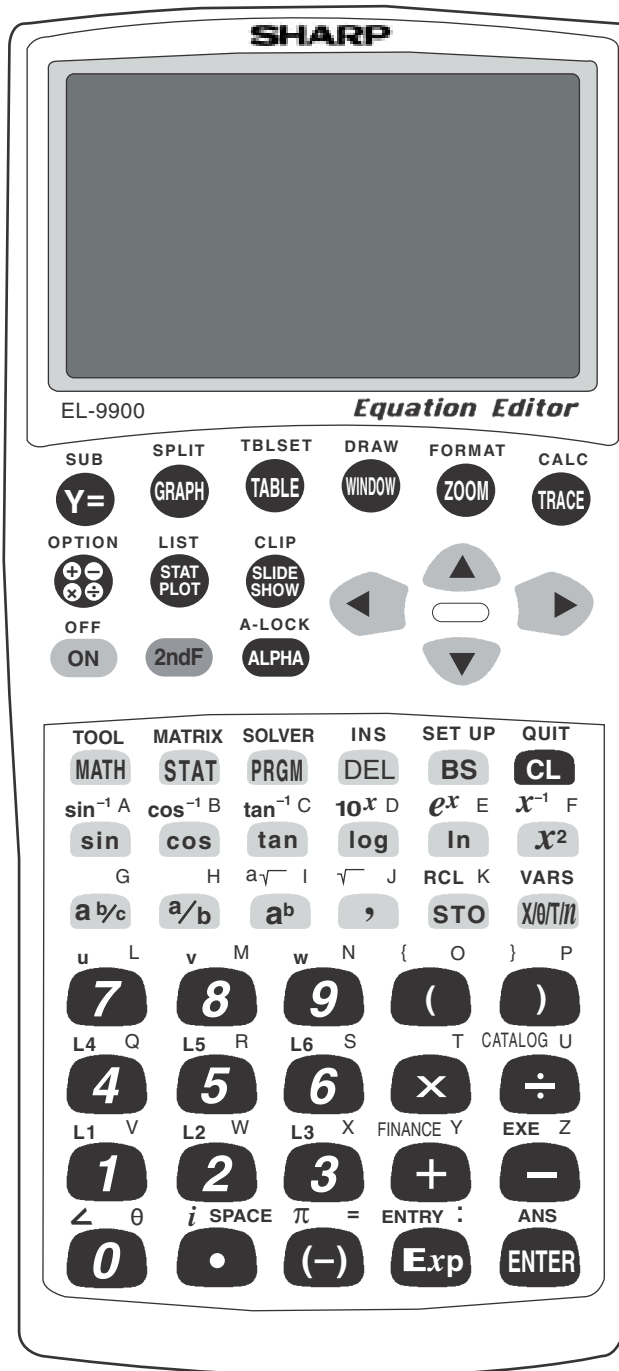 SHARP
EL-9900 Equation Editor
SUB SPLIT TBLSET DRAW FORMAT CALC
Y= GRAPH TABLE WINDOW ZOOM TRACE
OPTION LIST CLIP
+ − × ÷ STAT PLOT SLIDE SHOW
◀ ▲ ▶ ▼
OFF A-LOCK
ON 2ndF ALPHA
TOOL MATRIX SOLVER INS SET UP QUIT
MATH STAT PRGM DEL BS CL
sin⁻¹ A cos⁻¹ B tan⁻¹ C 10ˣ D eˣ E x⁻¹ F
sin cos tan log ln x²
G H a√ I √ J RCL K VARS
a b/c a/b aᵇ , STO X/θ/T/n
u L v M w N { O } P
7 8 9 ( )
L4 Q L5 R L6 S T CATALOG U
4 5 6 × ÷
L1 V L2 W L3 X FINANCE Y EXE Z
1 2 3 + −
∠ θ i SPACE π = ENTRY : ANS
0 • (−) Exp ENTER